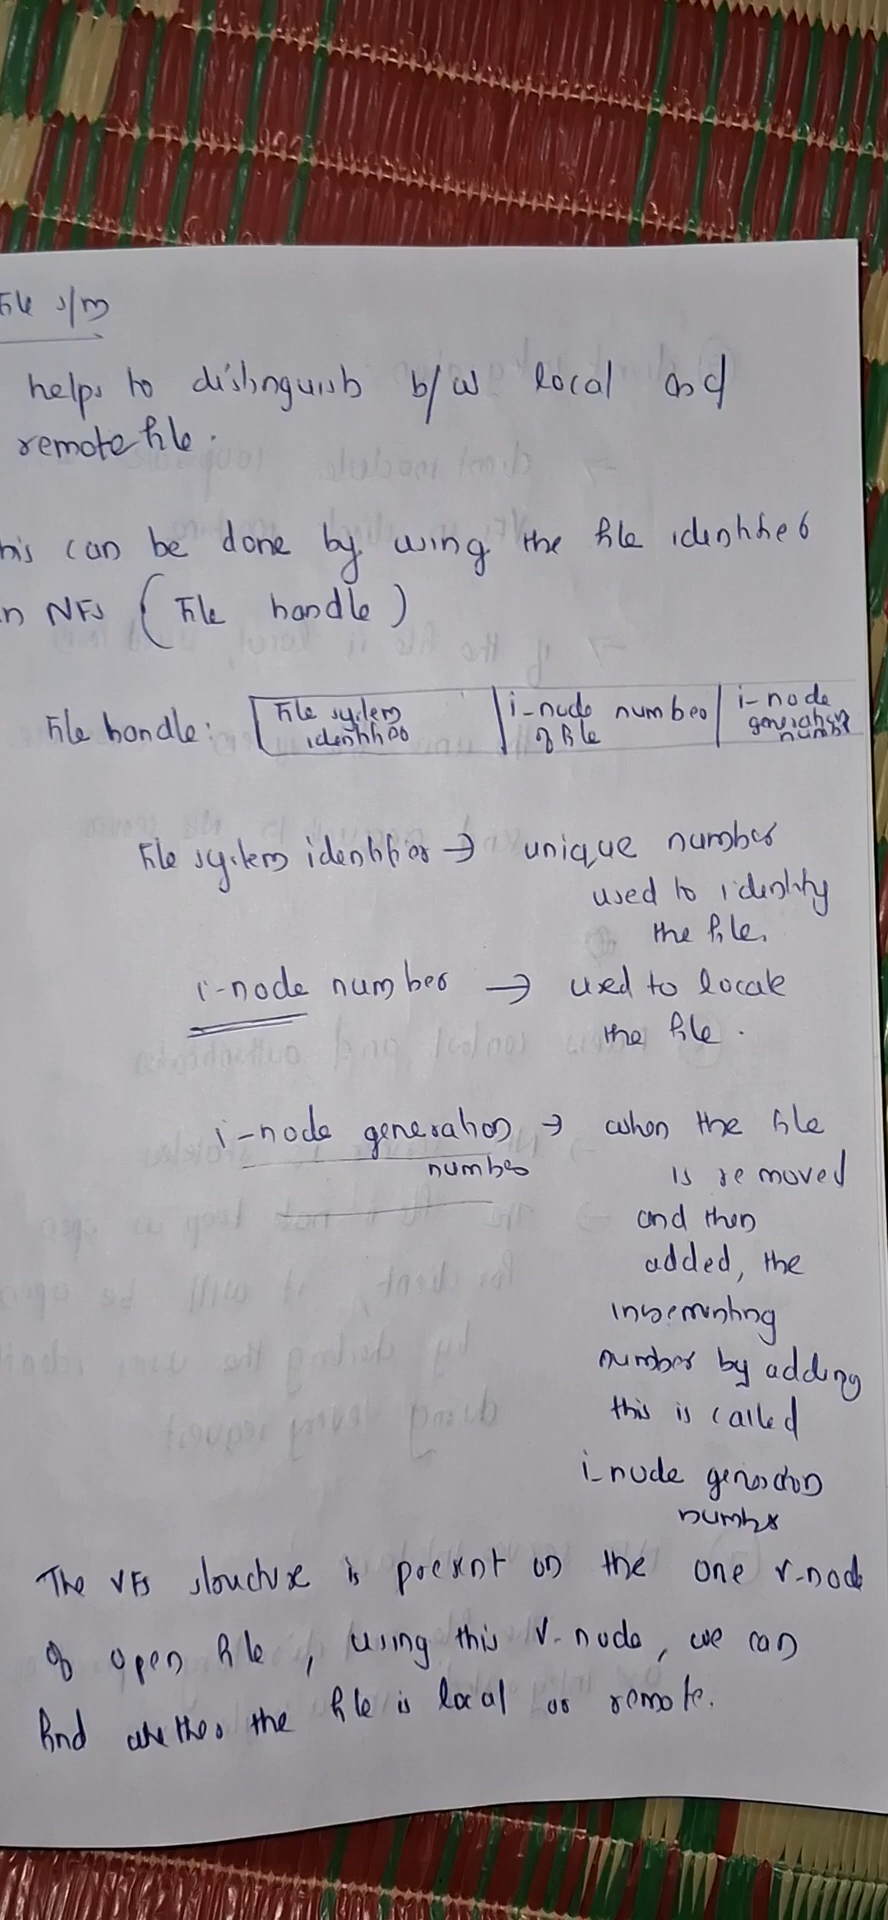 File s/m
helps to distinguish b/w local and
remote file.
this can be done by using the file identifier
in NFS (File handle)
File handle: | File system identifier | i-node number of file | i-node generation number
File system identifier → unique number
used to identify
the file.
i-node number → used to locate
the file.
i-node generation number → when the file
is removed
and then
added, the
number by adding
this is called
i-node generation
number
The VFS structure is present on the one v-node
of open file, using this v-node, we can
find whether the file is local or remote.